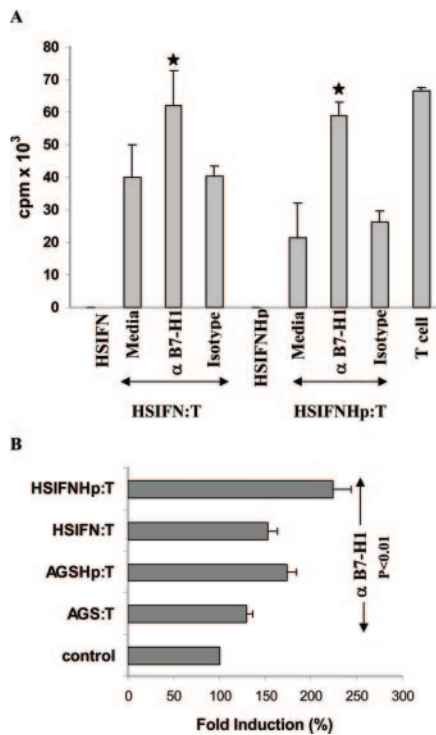 A
cpm x 10³
80
70
60
50
40
30
20
10
0
★
★
HSIFN
Media
α B7-H1
Isotype
HSIFNHp
Media
α B7-H1
Isotype
T cell
HSIFN:T
HSIFNHp:T
B
HSIFNHp:T
HSIFN:T
AGSHp:T
AGS:T
control
α B7-H1
P<0.01
0 50 100 150 200 250 300
Fold Induction (%)